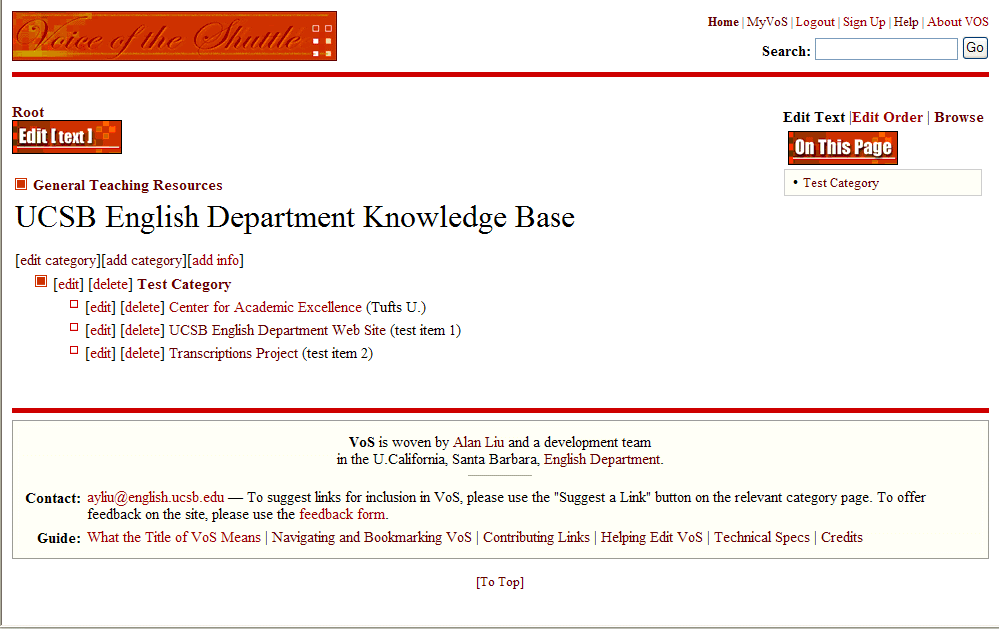 Voice of the Shuttle
Home | MyVoS | Logout | Sign Up | Help | About VOS
Search: Go
Root
Edit [ text ]
Edit Text |Edit Order | Browse
On This Page
• Test Category
General Teaching Resources
UCSB English Department Knowledge Base
[edit category][add category][add info]
[edit] [delete] Test Category
[edit] [delete] Center for Academic Excellence (Tufts U.)
[edit] [delete] UCSB English Department Web Site (test item 1)
[edit] [delete] Transcriptions Project (test item 2)
VoS is woven by Alan Liu and a development team
in the U.California, Santa Barbara, English Department.
Contact: ayliu@english.ucsb.edu — To suggest links for inclusion in VoS, please use the "Suggest a Link" button on the relevant category page. To offer
feedback on the site, please use the feedback form.
Guide: What the Title of VoS Means | Navigating and Bookmarking VoS | Contributing Links | Helping Edit VoS | Technical Specs | Credits
[To Top]